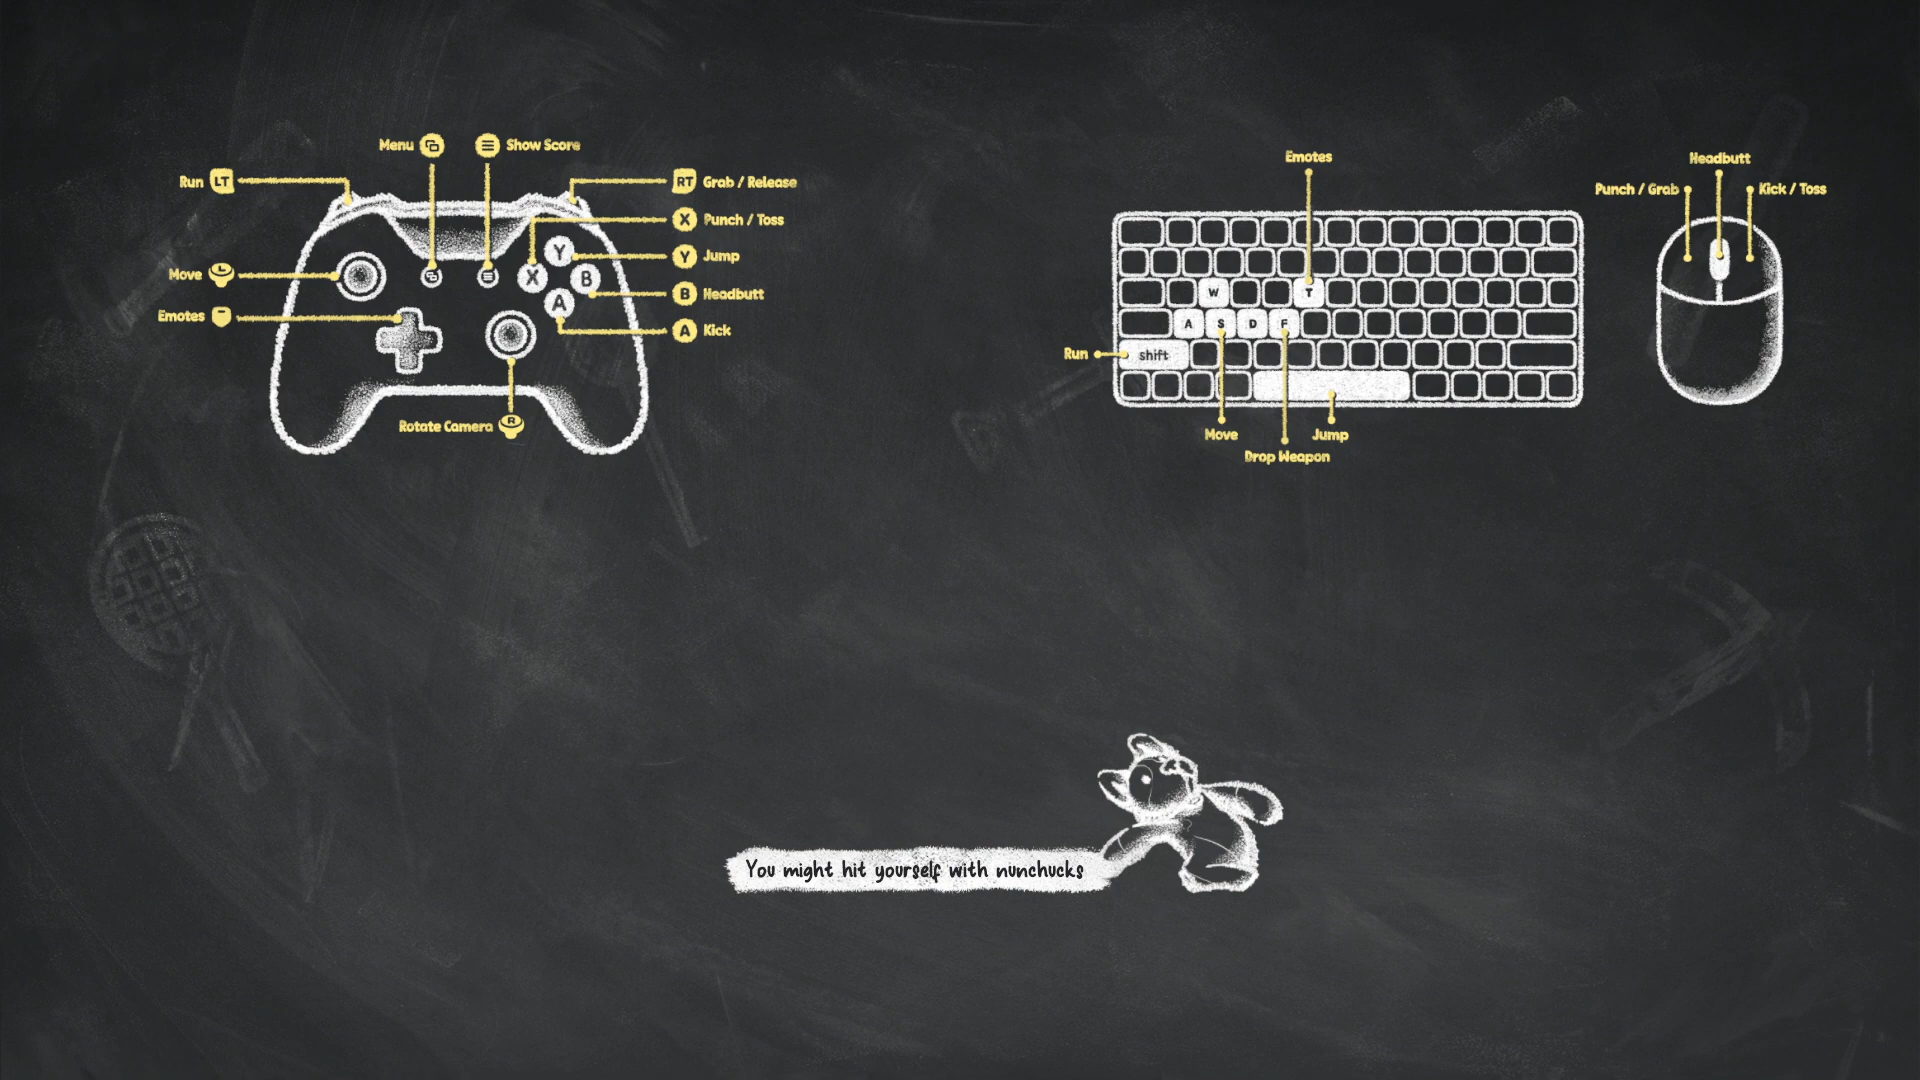 Menu
Show Score
Run LT
RT Grab / Release
X Punch / Toss
Y Jump
B Headbutt
A Kick
Move L
Emotes
Y
X
B
A
Rotate Camera R
Emotes
W
T
A
S
D
F
Run
shift
Move
Jump
Drop Weapon
Headbutt
Punch / Grab
Kick / Toss
You might hit yourself with nunchucks